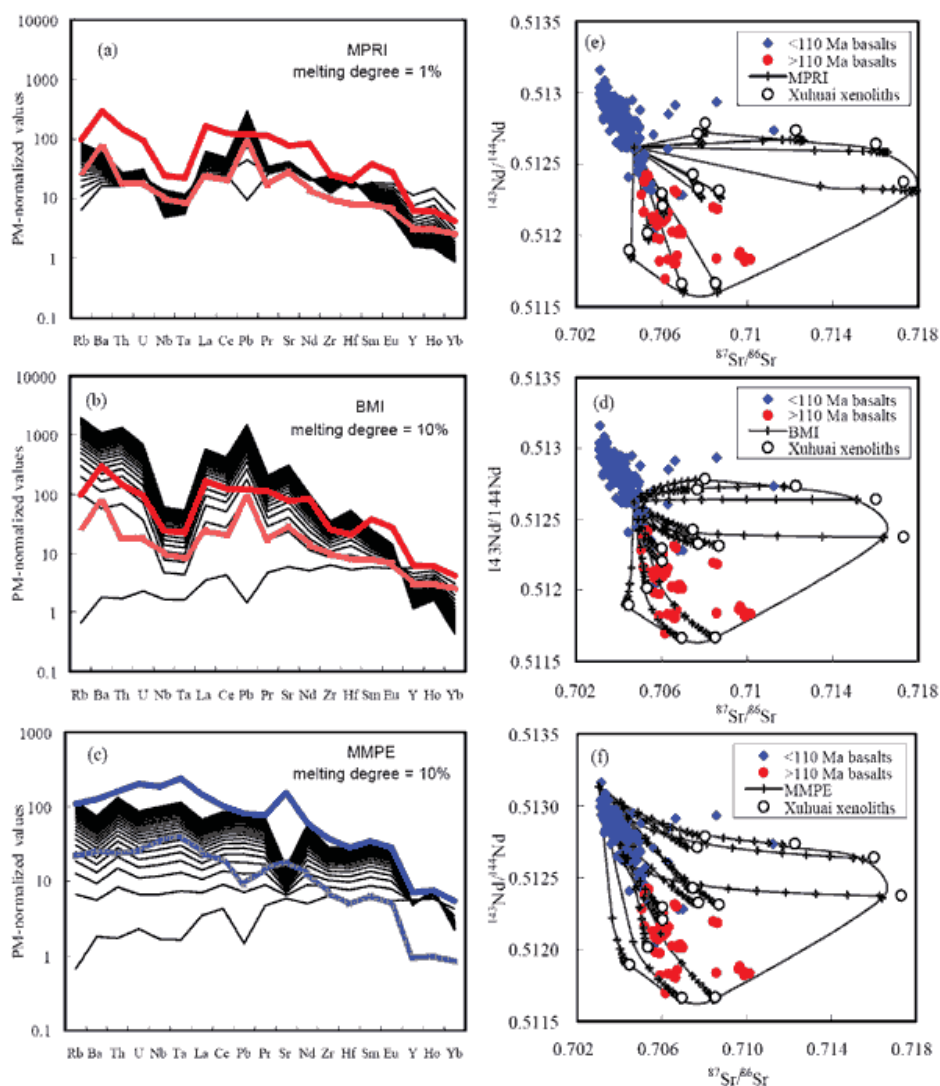 10000
1000
100
10
1
0.1
PM-normalized values
(a)
MPRI
melting degree = 1%
Rb Ba Th U Nb Ta La Ce Pb Pr Sr Nd Zr Hf Sm Eu Y Ho Yb
0.5135
0.513
0.5125
0.512
0.5115
143Nd/144Nd
(e)
<110 Ma basalts
>110 Ma basalts
MPRI
Xuhuai xenoliths
0.702 0.706 0.71 0.714 0.718
87Sr/86Sr
10000
1000
100
10
1
0.1
PM-normalized values
(b)
BMI
melting degree = 10%
Rb Ba Th U Nb Ta La Ce Pb Pr Sr Nd Zr Hf Sm Eu Y Ho Yb
0.5135
0.513
0.5125
0.512
0.5115
143Nd/144Nd
(d)
<110 Ma basalts
>110 Ma basalts
BMI
Xuhuai xenoliths
0.702 0.706 0.71 0.714 0.718
87Sr/86Sr
1000
100
10
1
0.1
PM-normalized values
(c)
MMPE
melting degree = 10%
Rb Ba Th U Nb Ta La Ce Pb Pr Sr Nd Zr Hf Sm Eu Y Ho Yb
0.5135
0.5130
0.5125
0.5120
0.5115
143Nd/144Nd
(f)
<110 Ma basalts
>110 Ma basalts
MMPE
Xuhuai xenoliths
0.702 0.706 0.710 0.714 0.718
87Sr/86Sr